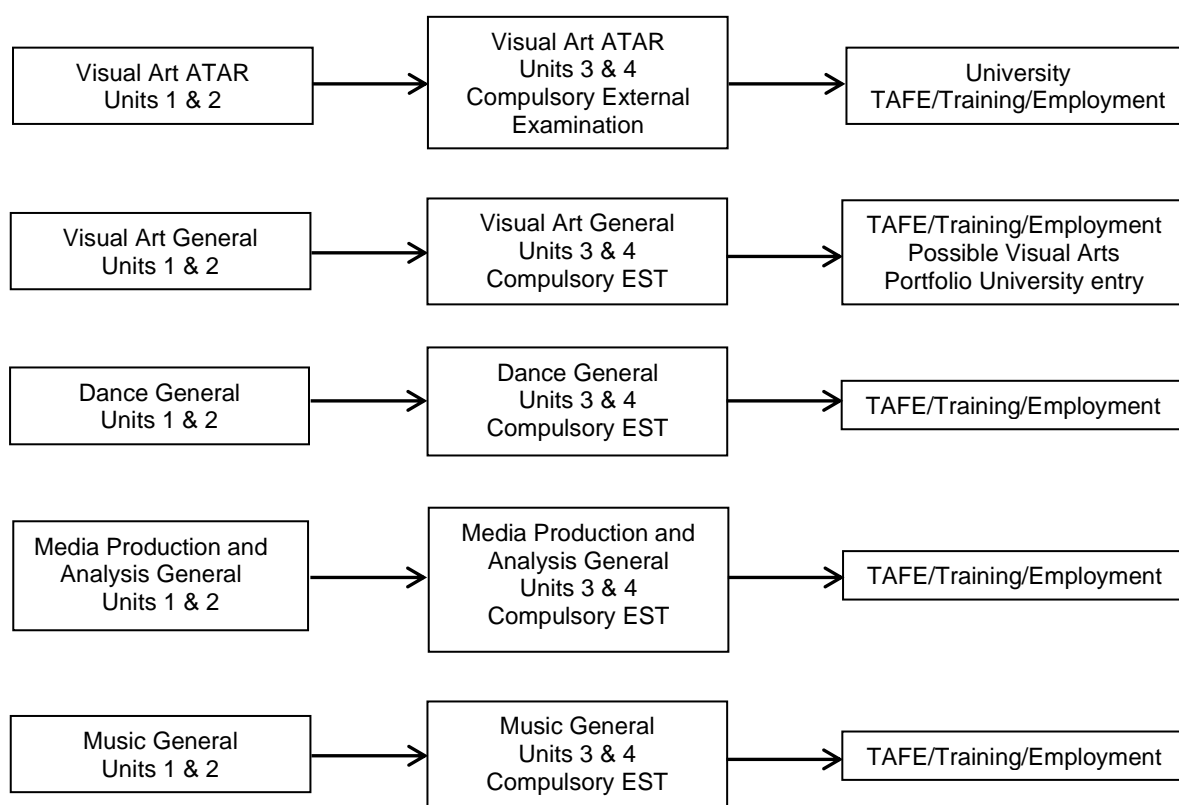 Visual Art ATAR
Units 1 & 2
Visual Art ATAR
Units 3 & 4
Compulsory External
Examination
University
TAFE/Training/Employment
Visual Art General
Units 1 & 2
Visual Art General
Units 3 & 4
Compulsory EST
TAFE/Training/Employment
Possible Visual Arts
Portfolio University entry
Dance General
Units 1 & 2
Dance General
Units 3 & 4
Compulsory EST
TAFE/Training/Employment
Media Production and
Analysis General
Units 1 & 2
Media Production and
Analysis General
Units 3 & 4
Compulsory EST
TAFE/Training/Employment
Music General
Units 1 & 2
Music General
Units 3 & 4
Compulsory EST
TAFE/Training/Employment